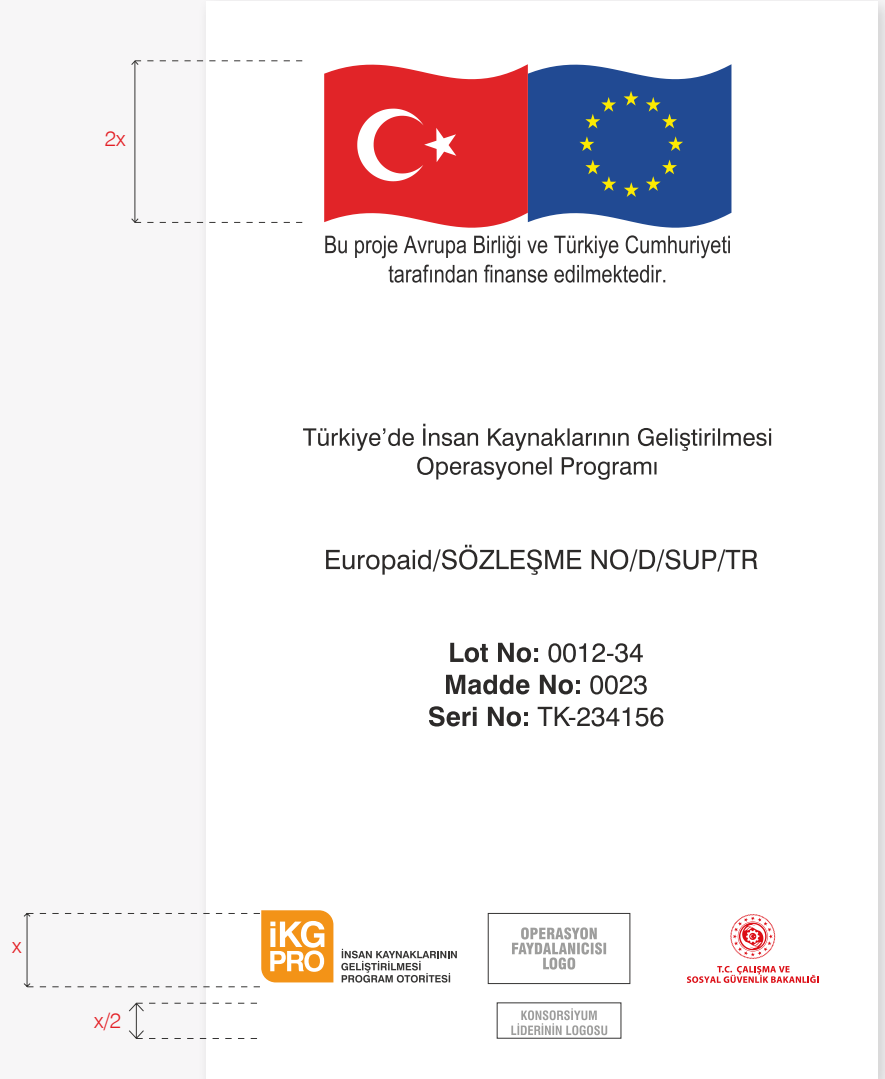 2x
Bu proje Avrupa Birliği ve Türkiye Cumhuriyeti
tarafından finanse edilmektedir.
Türkiye’de İnsan Kaynaklarının Geliştirilmesi
Operasyonel Programı
Europaid/SÖZLEŞME NO/D/SUP/TR
Lot No: 0012-34
Madde No: 0023
Seri No: TK-234156
x
iKG
PRO
İNSAN KAYNAKLARININ
GELİŞTİRİLMESİ
PROGRAM OTORİTESİ
OPERASYON
FAYDALANICISI
LOGO
T.C. ÇALIŞMA VE
SOSYAL GÜVENLİK BAKANLIĞI
x/2
KONSORSİYUM
LİDERİNİN LOGOSU